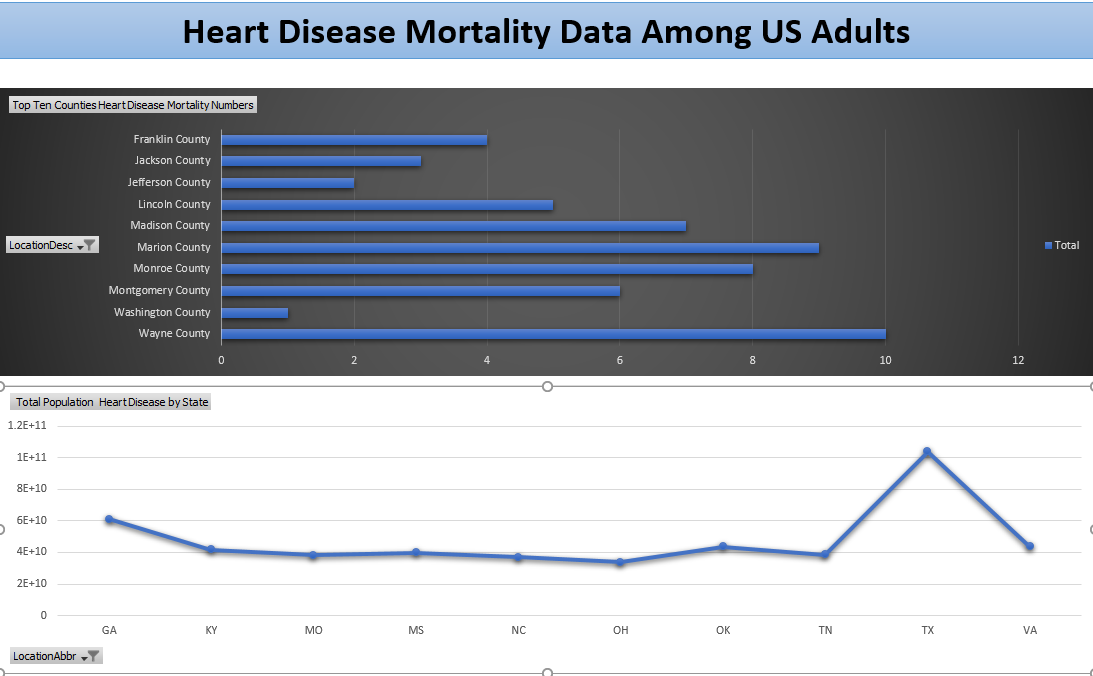 Heart Disease Mortality Data Among US Adults
Top Ten Counties Heart Disease Mortality Numbers
Franklin County
Jackson County
Jefferson County
Lincoln County
Madison County
LocationDesc
Marion County
Total
Monroe County
Montgomery County
Washington County
Wayne County
0 2 4 6 8 10 12
Total Population Heart Disease by State
1.2E+11
1E+11
8E+10
6E+10
4E+10
2E+10
0
GA KY MO MS NC OH OK TN TX VA
LocationAbbr